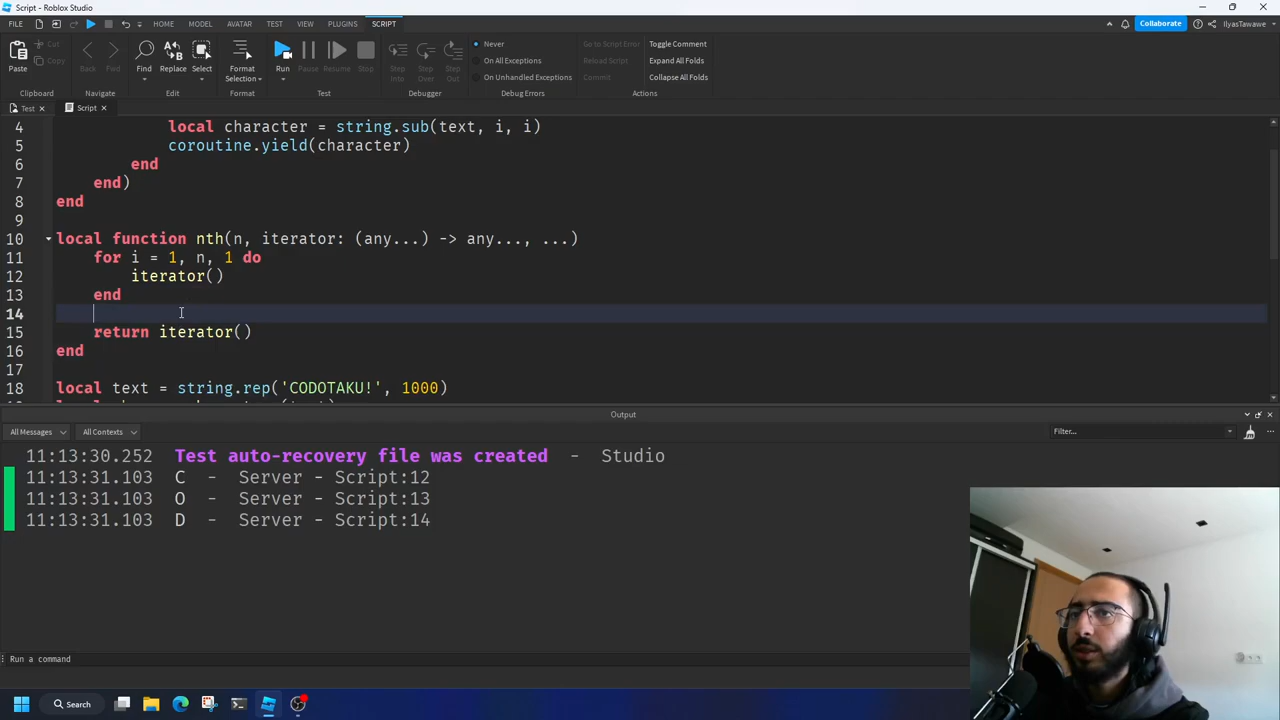 Script - Roblox Studio
FILE HOME MODEL AVATAR TEST VIEW PLUGINS SCRIPT Collaborate IlyasTawawe
Paste Cut Copy Back Fwd Find Replace Select Format Selection Run Pause Resume Stop Step Into Step Over Step Out
Never
On All Exceptions
On Unhandled Exceptions
Go to Script Error
Reload Script
Commit
Toggle Comment
Expand All Folds
Collapse All Folds
Clipboard Navigate Edit Format Test Debugger Debug Errors Actions
Test Script
4 local character = string.sub(text, i, i)
5 coroutine.yield(character)
6 end
7 end)
8 end
9
10 local function nth(n, iterator: (any...) -> any..., ...)
11 for i = 1, n, 1 do
12 iterator()
13 end
14
15 return iterator()
16 end
17
18 local text = string.rep('CODOTAKU!', 1000)
Output
All Messages All Contexts Filter...
11:13:30.252 Test auto-recovery file was created - Studio
11:13:31.103 C - Server - Script:12
11:13:31.103 O - Server - Script:13
11:13:31.103 D - Server - Script:14
Run a command
Search